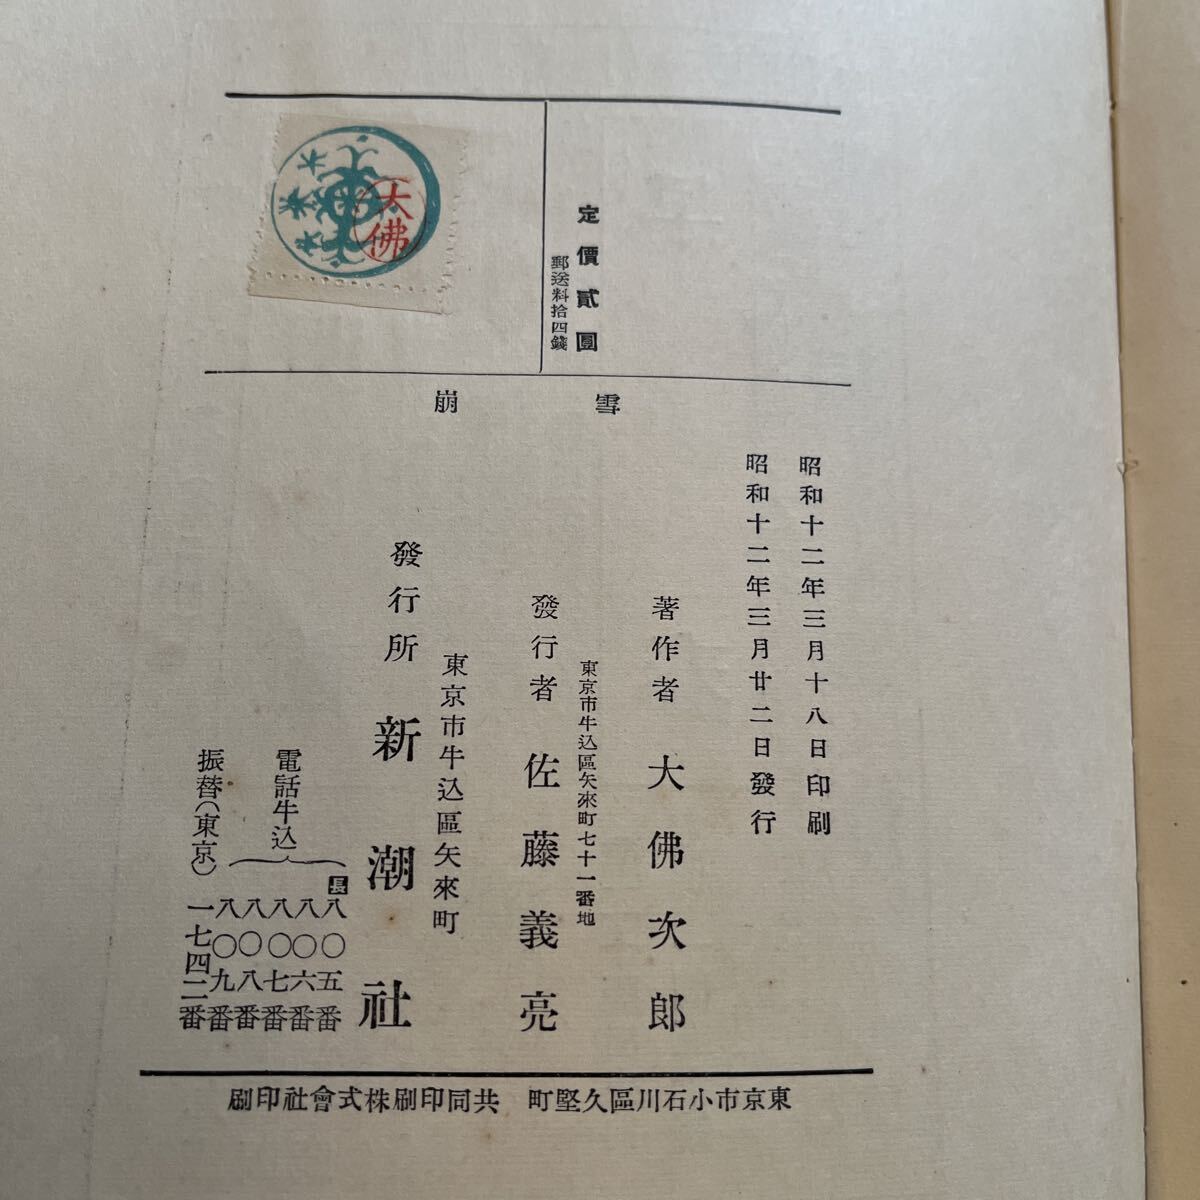 定價貳圓
郵送料拾四錢
大佛
雪崩
昭和十二年三月十八日印刷
昭和十二年三月廿二日發行
著作者 大佛次郎
東京市牛込區矢來町七十一番地
發行者 佐藤義亮
東京市牛込區矢來町
發行所 新潮社
電話牛込
長八〇五番
八〇六番
八〇七番
八〇八番
八〇九番
振替(東京)一七四二番
東京市小石川區久堅町 共同印刷株式會社印刷